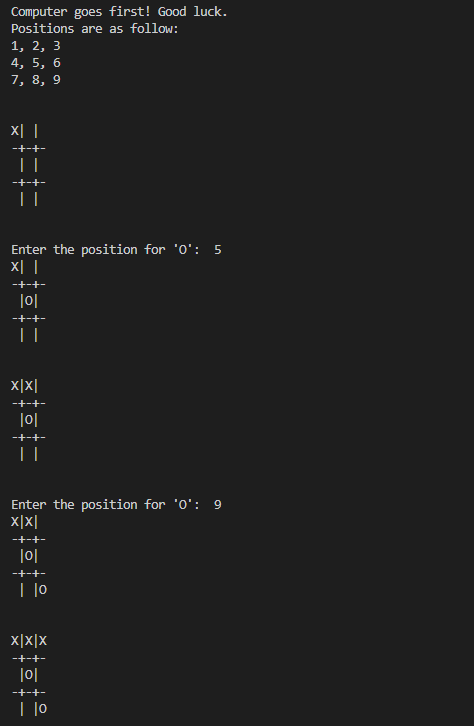 Computer goes first! Good luck.
Positions are as follow:
1, 2, 3
4, 5, 6
7, 8, 9
X| |
-+-+-
 | |
-+-+-
 | |
Enter the position for 'O':  5
X| |
-+-+-
 |O|
-+-+-
 | |
X|X|
-+-+-
 |O|
-+-+-
 | |
Enter the position for 'O':  9
X|X|
-+-+-
 |O|
-+-+-
 | |O
X|X|X
-+-+-
 |O|
-+-+-
 | |O